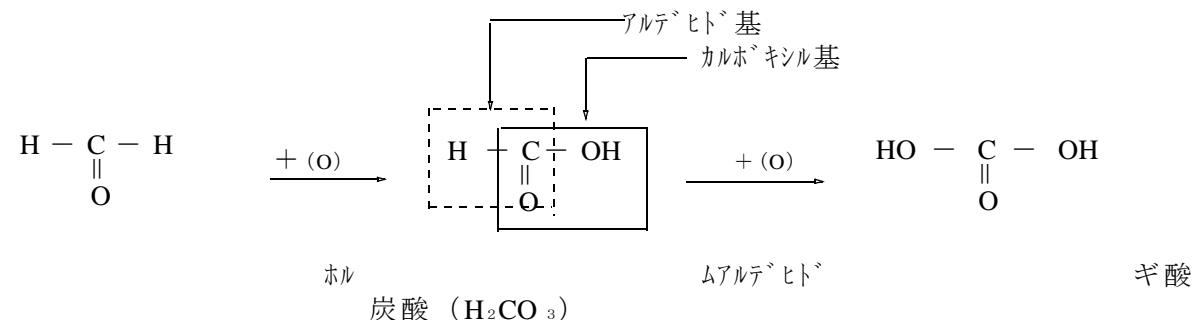 アルデヒド基
カルボキシル基
H － C － H
||
O
＋(O)
H － C － OH
||
O
＋(O)
HO － C － OH
||
O
ホル
ムアルデヒド
ギ酸
炭酸（H₂CO₃）